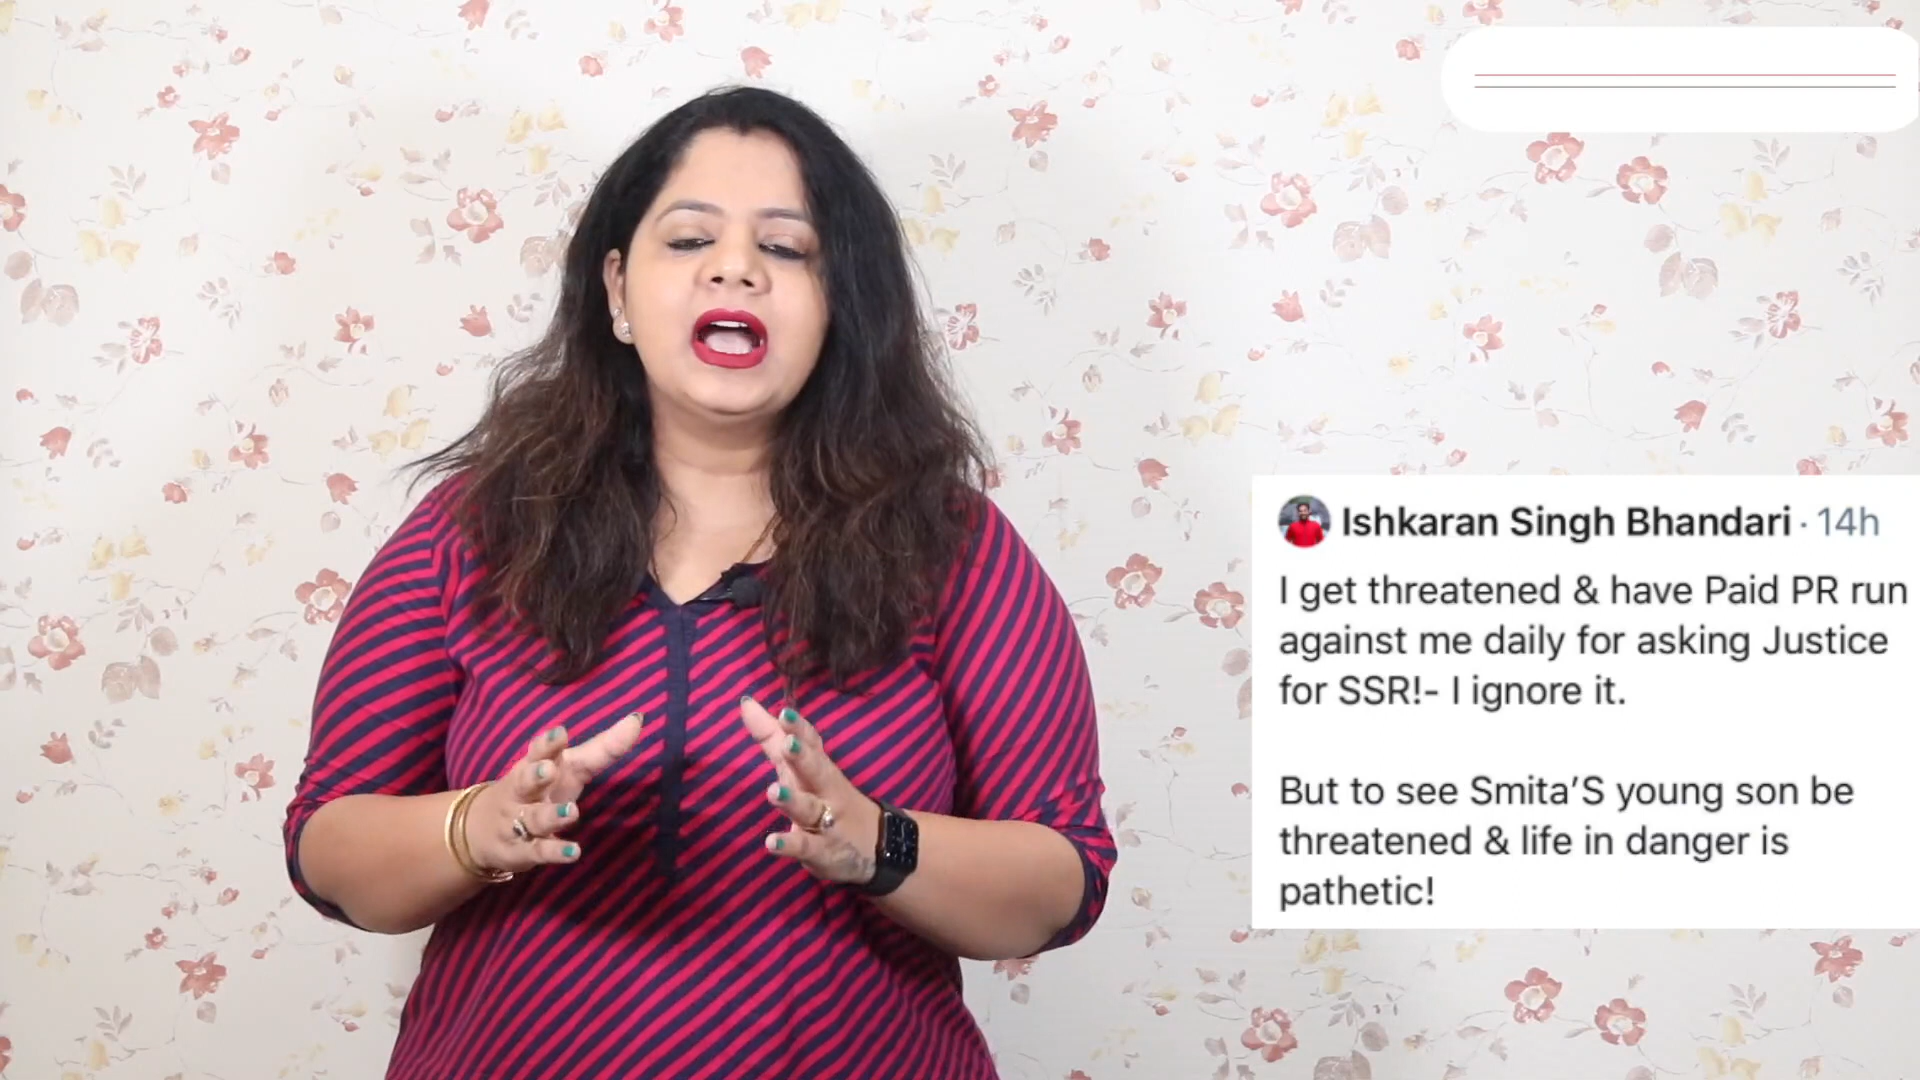 Ishkaran Singh Bhandari · 14h
I get threatened & have Paid PR run
against me daily for asking Justice
for SSR!- I ignore it.
But to see Smita’S young son be
threatened & life in danger is
pathetic!